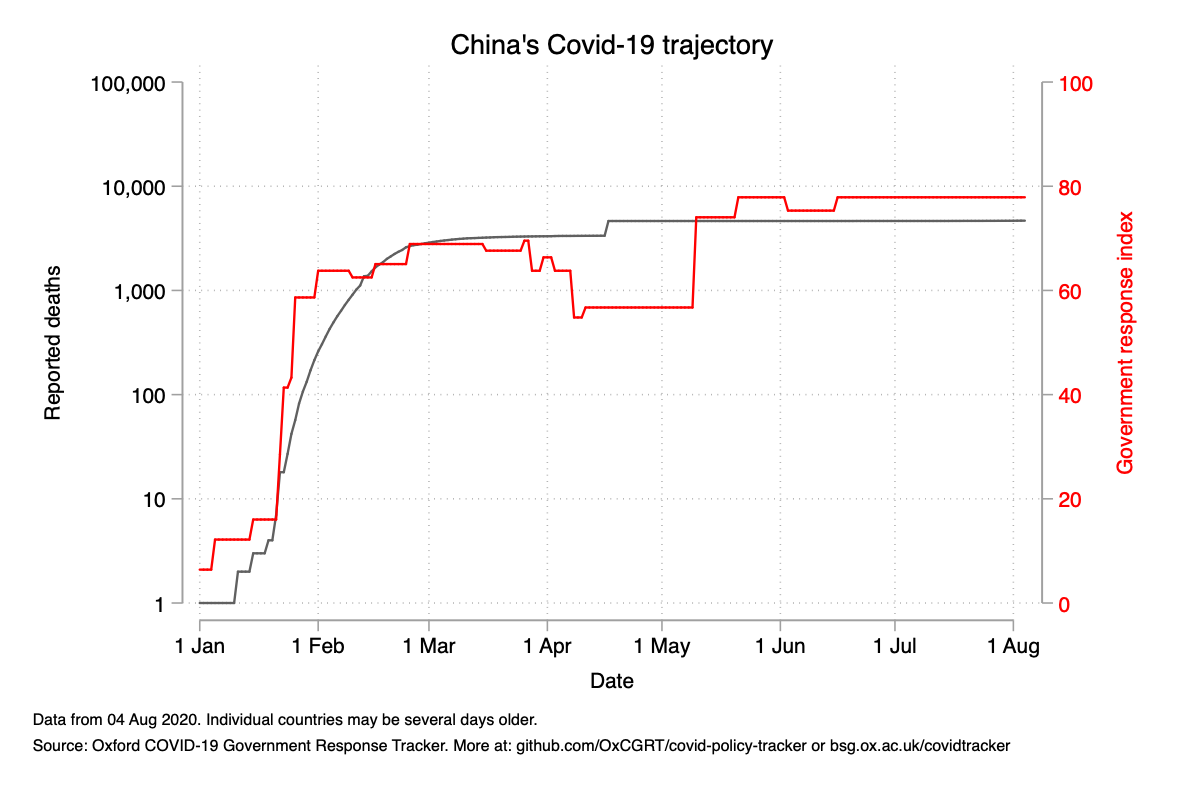 China's Covid-19 trajectory
100,000
10,000
1,000
100
10
1
Reported deaths
100
80
60
40
20
0
Government response index
1 Jan 1 Feb 1 Mar 1 Apr 1 May 1 Jun 1 Jul 1 Aug
Date
Data from 04 Aug 2020. Individual countries may be several days older.
Source: Oxford COVID-19 Government Response Tracker. More at: github.com/OxCGRT/covid-policy-tracker or bsg.ox.ac.uk/covidtracker